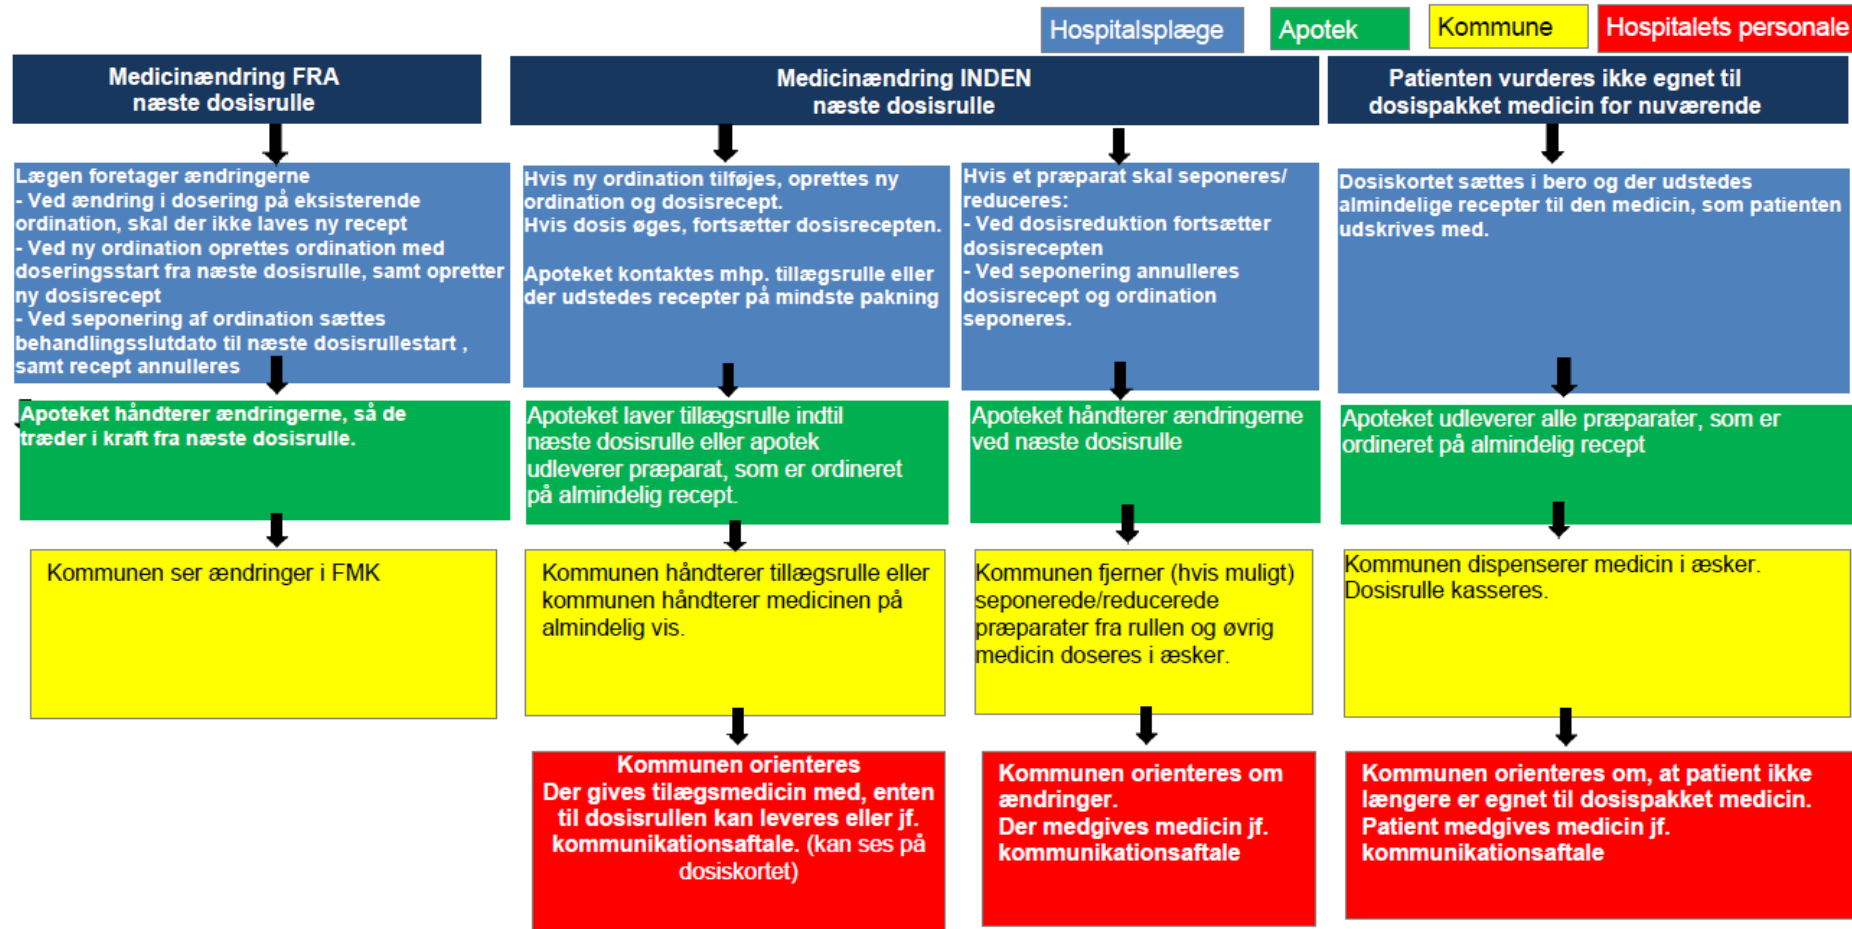 Hospitalsplæge
Apotek
Kommune
Hospitalets personale
Medicinændring FRA
næste dosisrulle
Medicinændring INDEN
næste dosisrulle
Patienten vurderes ikke egnet til
dosispakket medicin for nuværende
Lægen foretager ændringerne
- Ved ændring i dosering på eksisterende
ordination, skal der ikke laves ny recept
- Ved ny ordination oprettes ordination med
doseringsstart fra næste dosisrulle, samt opretter
ny dosisrecept
- Ved seponering af ordination sættes
behandlingsslutdato til næste dosisrullestart ,
samt recept annulleres
Hvis ny ordination tilføjes, oprettes ny
ordination og dosisrecept.
Hvis dosis øges, fortsætter dosisrecepten.
Apoteket kontaktes mhp. tillægsrulle eller
der udstedes recepter på mindste pakning
Hvis et præparat skal seponeres/
reduceres:
- Ved dosisreduktion fortsætter
dosisrecepten
- Ved seponering annulleres
dosisrecept og ordination
seponeres.
Dosiskortet sættes i bero og der udstedes
almindelige recepter til den medicin, som patienten
udskrives med.
Apoteket håndterer ændringerne, så de
træder i kraft fra næste dosisrulle.
Apoteket laver tillægsrulle indtil
næste dosisrulle eller apotek
udleverer præparat, som er ordineret
på almindelig recept.
Apoteket håndterer ændringerne
ved næste dosisrulle
Apoteket udleverer alle præparater, som er
ordineret på almindelig recept
Kommunen ser ændringer i FMK
Kommunen håndterer tillægsrulle eller
kommunen håndterer medicinen på
almindelig vis.
Kommunen fjerner (hvis muligt)
seponerede/reducerede
præparater fra rullen og øvrig
medicin doseres i æsker.
Kommunen dispenserer medicin i æsker.
Dosisrulle kasseres.
Kommunen orienteres
Der gives tilægsmedicin med, enten
til dosisrullen kan leveres eller jf.
kommunikationsaftale. (kan ses på
dosiskortet)
Kommunen orienteres om
ændringer.
Der medgives medicin jf.
kommunikationsaftale
Kommunen orienteres om, at patient ikke
længere er egnet til dosispakket medicin.
Patient medgives medicin jf.
kommunikationsaftale